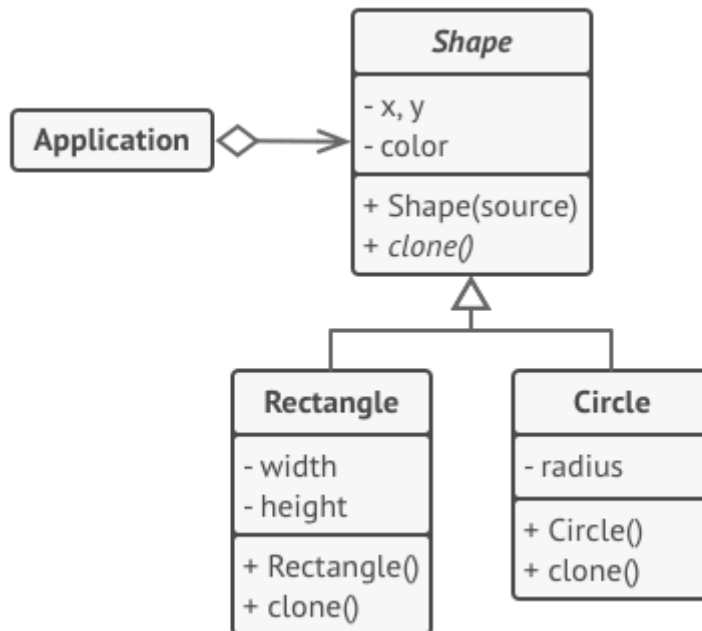 Shape
- x, y
- color
Application
+ Shape(source)
+ clone()
Rectangle
- width
- height
+ Rectangle()
+ clone()
Circle
- radius
+ Circle()
+ clone()